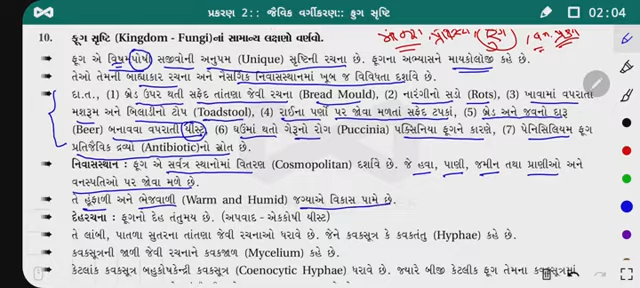 પ્રકરણ 2 :: જૈવિક વર્ગીકરણ: ફૂગ સૃષ્ટિ
02:04
10. ફૂગ સૃષ્ટિ (Kingdom - Fungi)નાં સામાન્ય લક્ષણો વર્ણવો.
ફૂગ એ વિષમપોષી સજીવોની અનુપમ (Unique) સૃષ્ટિની રચના છે. ફૂગના અભ્યાસને માયકોલોજી કહે છે.
તેઓ તેમની બાહ્યાકાર રચના અને નૈસર્ગિક નિવાસસ્થાનમાં ખૂબ જ વિવિધતા દર્શાવે છે.
દા.ત., (1) બ્રેડ ઉપર થતી સફેદ તાંતણા જેવી રચના (Bread Mould), (2) નારંગીનો સડો (Rots), (3) ખાવામાં વપરાતા
મશરૂમ અને બિલાડીનો ટોપ (Toadstool), (4) રાઈના પર્ણો પર જોવા મળતાં સફેદ ટપકાં, (5) બ્રેડ અને જવનો દારૂ
(Beer) બનાવવા વપરાતી યીસ્ટ, (6) ઘઉંમાં થતો ગેરૂનો રોગ (Puccinia) પક્સિનિયા ફૂગને કારણે, (7) પેનિસિલિયમ ફૂગ
પ્રતિજૈવિક દ્રવ્યો (Antibiotic)નો સ્રોત છે.
નિવાસસ્થાન: ફૂગ એ સર્વત્ર સ્થાનોમાં વિતરણ (Cosmopolitan) દર્શાવે છે. જે હવા, પાણી, જમીન તથા પ્રાણીઓ અને
વનસ્પતિઓ પર જોવા મળે છે.
તે હૂંફાળી અને ભેજવાળી (Warm and Humid) જગ્યાએ વિકાસ પામે છે.
દેહરચના: ફૂગનો દેહ તંતુમય છે. (અપવાદ - એકકોષી યીસ્ટ)
તે લાંબી, પાતળા સુતરના તાંતણા જેવી રચનાઓ ધરાવે છે. જેને કવકસૂત્ર કે કવકતંતુ (Hyphae) કહે છે.
કવકસૂત્રની જાળી જેવી રચનાને કવકજાળ (Mycelium) કહે છે.
કેટલાંક કવકસૂત્ર બહુકોષકેન્દ્રી કવકસૂત્ર (Coenocytic Hyphae) ધરાવે છે. જ્યારે બીજી કેટલીક ફૂગ તેમના કવકસૂત્રમાં